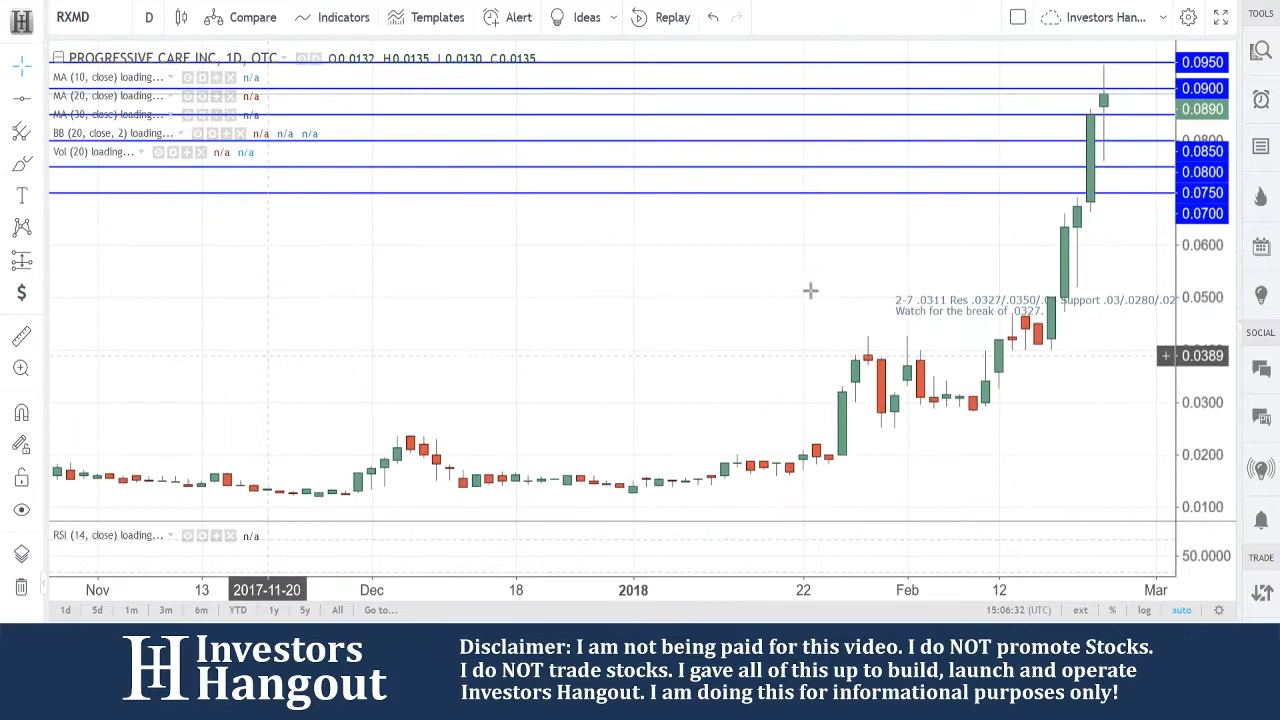 RXMD D Compare Indicators Templates Alert Ideas Replay Investors Han... TOOLS
PROGRESSIVE CARE INC, 1D, OTC O0.0132 H0.0135 L0.0130 C0.0135
MA (10, close) loading... n/a
MA (20, close) loading... n/a
MA (30, close) loading... n/a
BB (20, close, 2) loading... n/a n/a n/a
Vol (20) loading... n/a n/a
0.0950
0.0900
0.0890
0.0800
0.0850
0.0800
0.0750
0.0700
0.0600
0.0500
2-7 .0311 Res .0327/.0350/.0 Support .03/.0280/.02
Watch for the break of .0327.
SOCIAL
+ 0.0389
0.0300
0.0200
0.0100
RSI (14, close) loading... n/a
50.0000
TRADE
Nov 13 2017-11-20 Dec 18 2018 22 Feb 12 Mar
1d 5d 1m 3m 6m YTD 1y 5y All Go to... 15:06:32 (UTC) ext % log auto
Investors
Hangout
Disclaimer: I am not being paid for this video. I do NOT promote Stocks.
I do NOT trade stocks. I gave all of this up to build, launch and operate
Investors Hangout. I am doing this for informational purposes only!